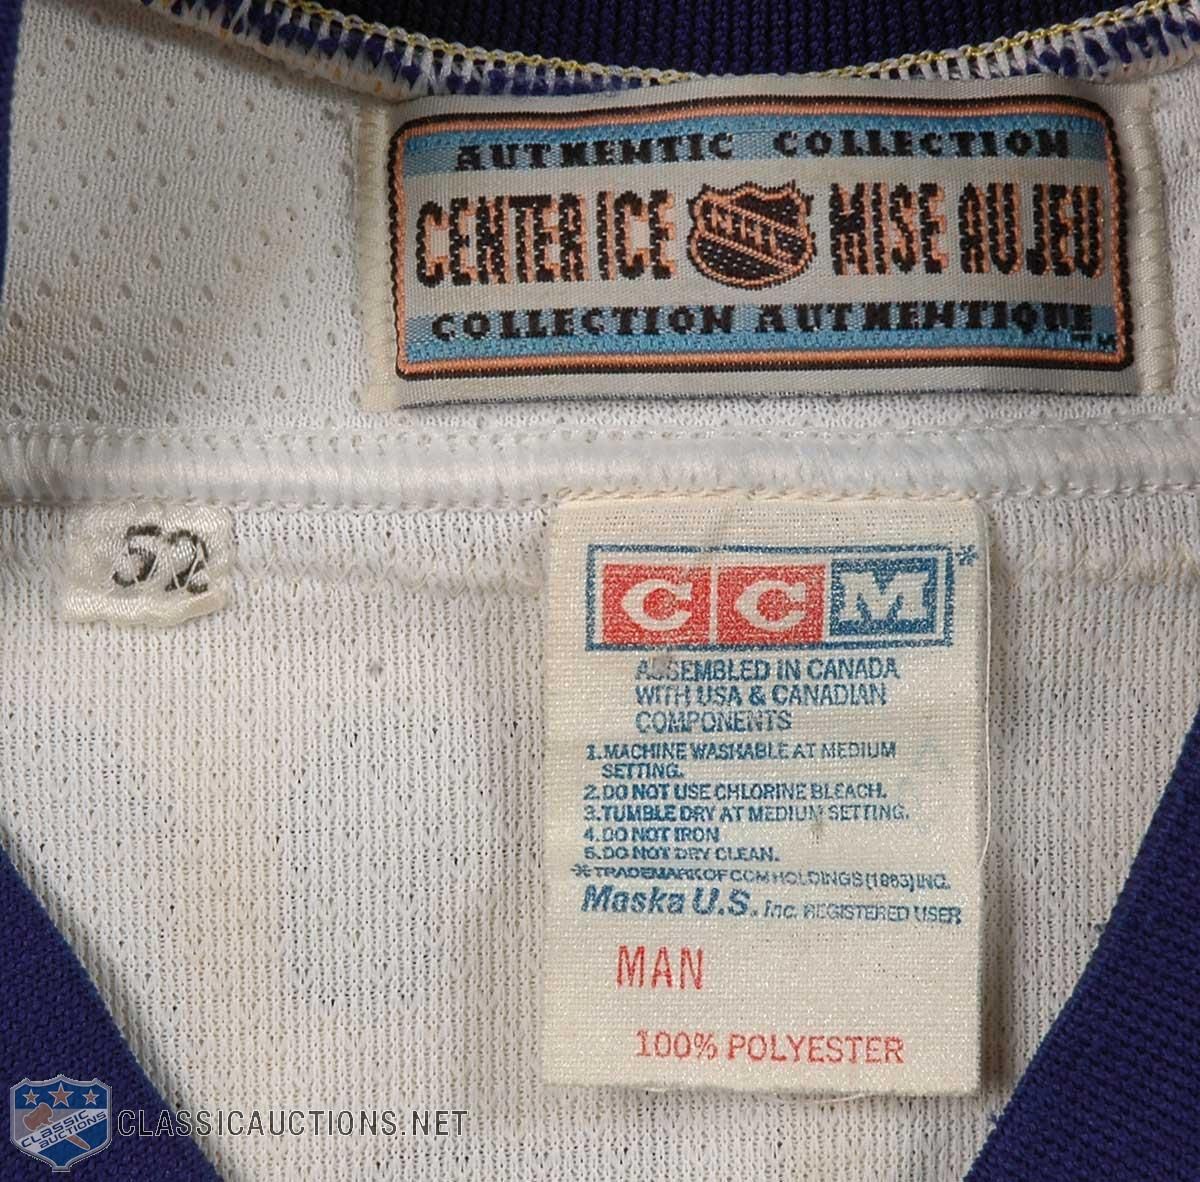 AUTHENTIC COLLECTION
CENTER ICE NHL MISE AU JEU
COLLECTION AUTHENTIQUE TM
52
CCM*
ASSEMBLED IN CANADA
WITH USA & CANADIAN
COMPONENTS
1.MACHINE WASHABLE AT MEDIUM
SETTING.
2.DO NOT USE CHLORINE BLEACH.
3.TUMBLE DRY AT MEDIUM SETTING.
4.DO NOT IRON
5.DO NOT DRY CLEAN.
*TRADEMARK OF CCM HOLDINGS (1983) INC.
Maska U.S. Inc. REGISTERED USER
MAN
100% POLYESTER
CLASSIC
AUCTIONS
CLASSICAUCTIONS.NET